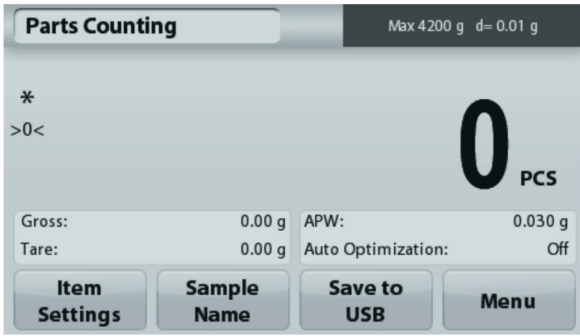 Parts Counting
Max 4200 g d= 0.01 g
*
>0<
0 PCS
Gross: 0.00 g APW: 0.030 g
Tare: 0.00 g Auto Optimization: Off
Item Settings
Sample Name
Save to USB
Menu